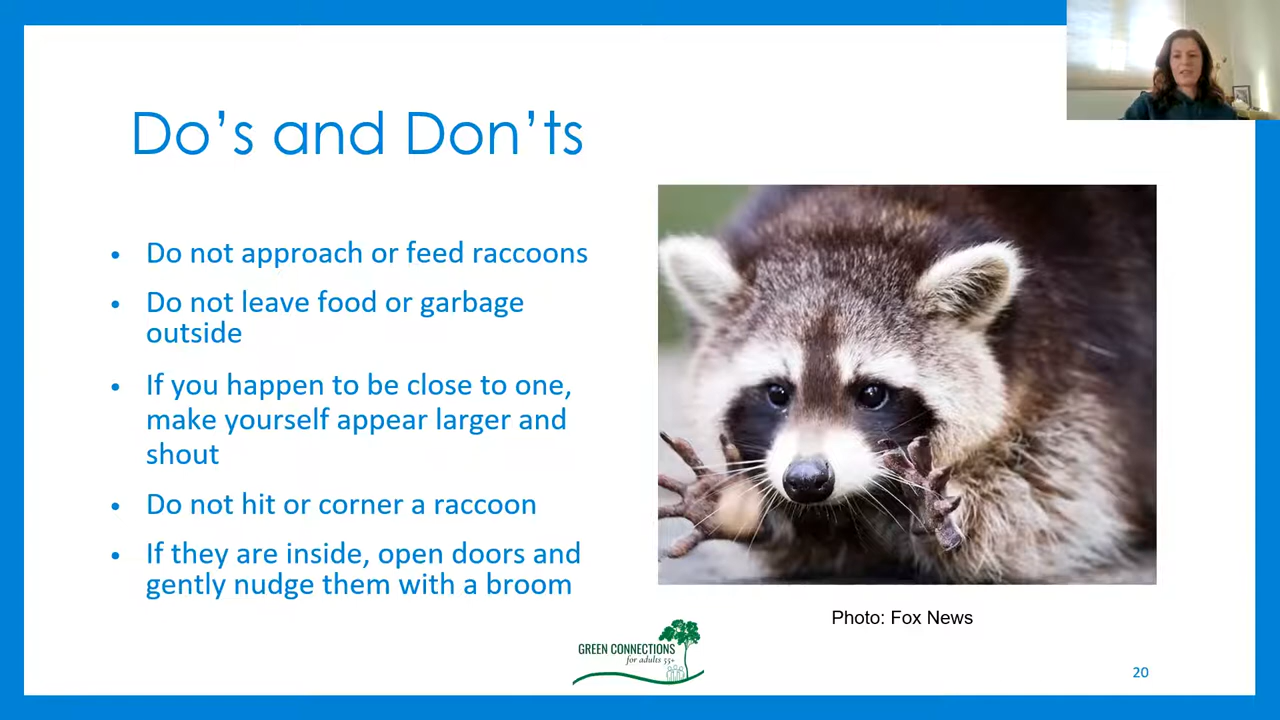 Do’s and Don’ts
Do not approach or feed raccoons
Do not leave food or garbage
outside
If you happen to be close to one,
make yourself appear larger and
shout
Do not hit or corner a raccoon
If they are inside, open doors and
gently nudge them with a broom
Photo: Fox News
GREEN CONNECTIONS
for adults 55+
20